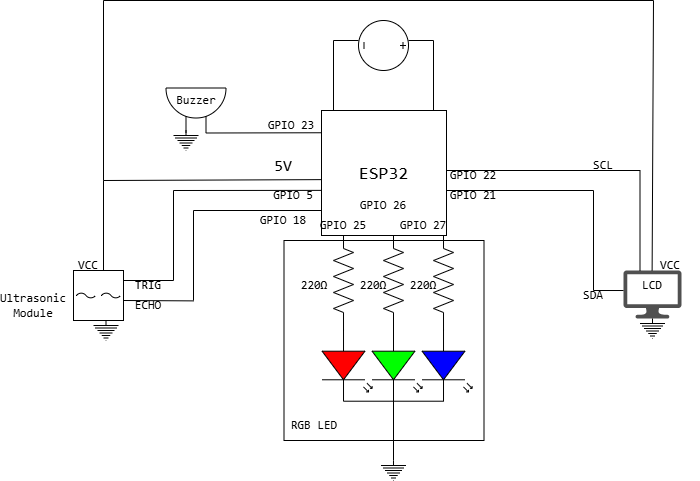 Buzzer
GPIO 23
5V
ESP32
SCL
GPIO 22
GPIO 5
GPIO 21
GPIO 26
GPIO 18
GPIO 25
GPIO 27
VCC
VCC
TRIG
220Ω
220Ω
220Ω
LCD
SDA
Ultrasonic
Module
ECHO
RGB LED